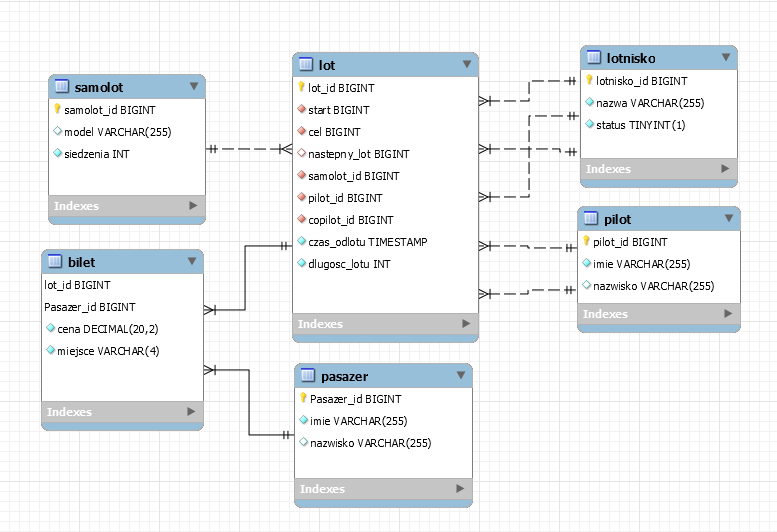 samolot
samolot_id BIGINT
model VARCHAR(255)
siedzenia INT
Indexes
lot
lot_id BIGINT
start BIGINT
cel BIGINT
nastepny_lot BIGINT
samolot_id BIGINT
pilot_id BIGINT
copilot_id BIGINT
czas_odlotu TIMESTAMP
dlugosc_lotu INT
Indexes
lotnisko
lotnisko_id BIGINT
nazwa VARCHAR(255)
status TINYINT(1)
Indexes
bilet
lot_id BIGINT
Pasazer_id BIGINT
cena DECIMAL(20,2)
miejsce VARCHAR(4)
Indexes
pilot
pilot_id BIGINT
imie VARCHAR(255)
nazwisko VARCHAR(255)
Indexes
pasazer
Pasazer_id BIGINT
imie VARCHAR(255)
nazwisko VARCHAR(255)
Indexes